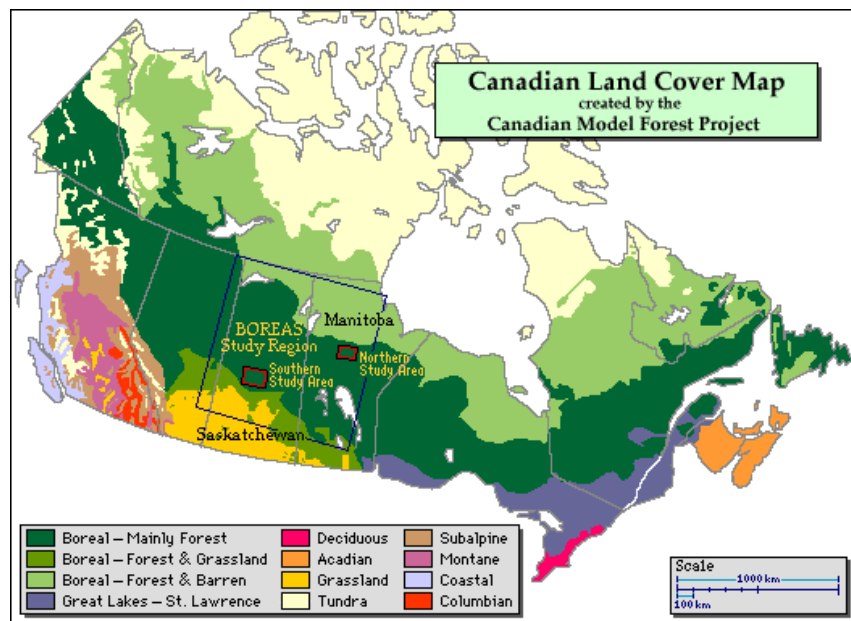 Canadian Land Cover Map
created by the
Canadian Model Forest Project
Manitoba
BOREAS
Study Region
Northern
Study Area
Southern
Study Area
Saskatchewan
Boreal – Mainly Forest
Boreal – Forest & Grassland
Boreal – Forest & Barren
Great Lakes – St. Lawrence
Deciduous
Acadian
Grassland
Tundra
Subalpine
Montane
Coastal
Columbian
Scale
1000 km
100 km